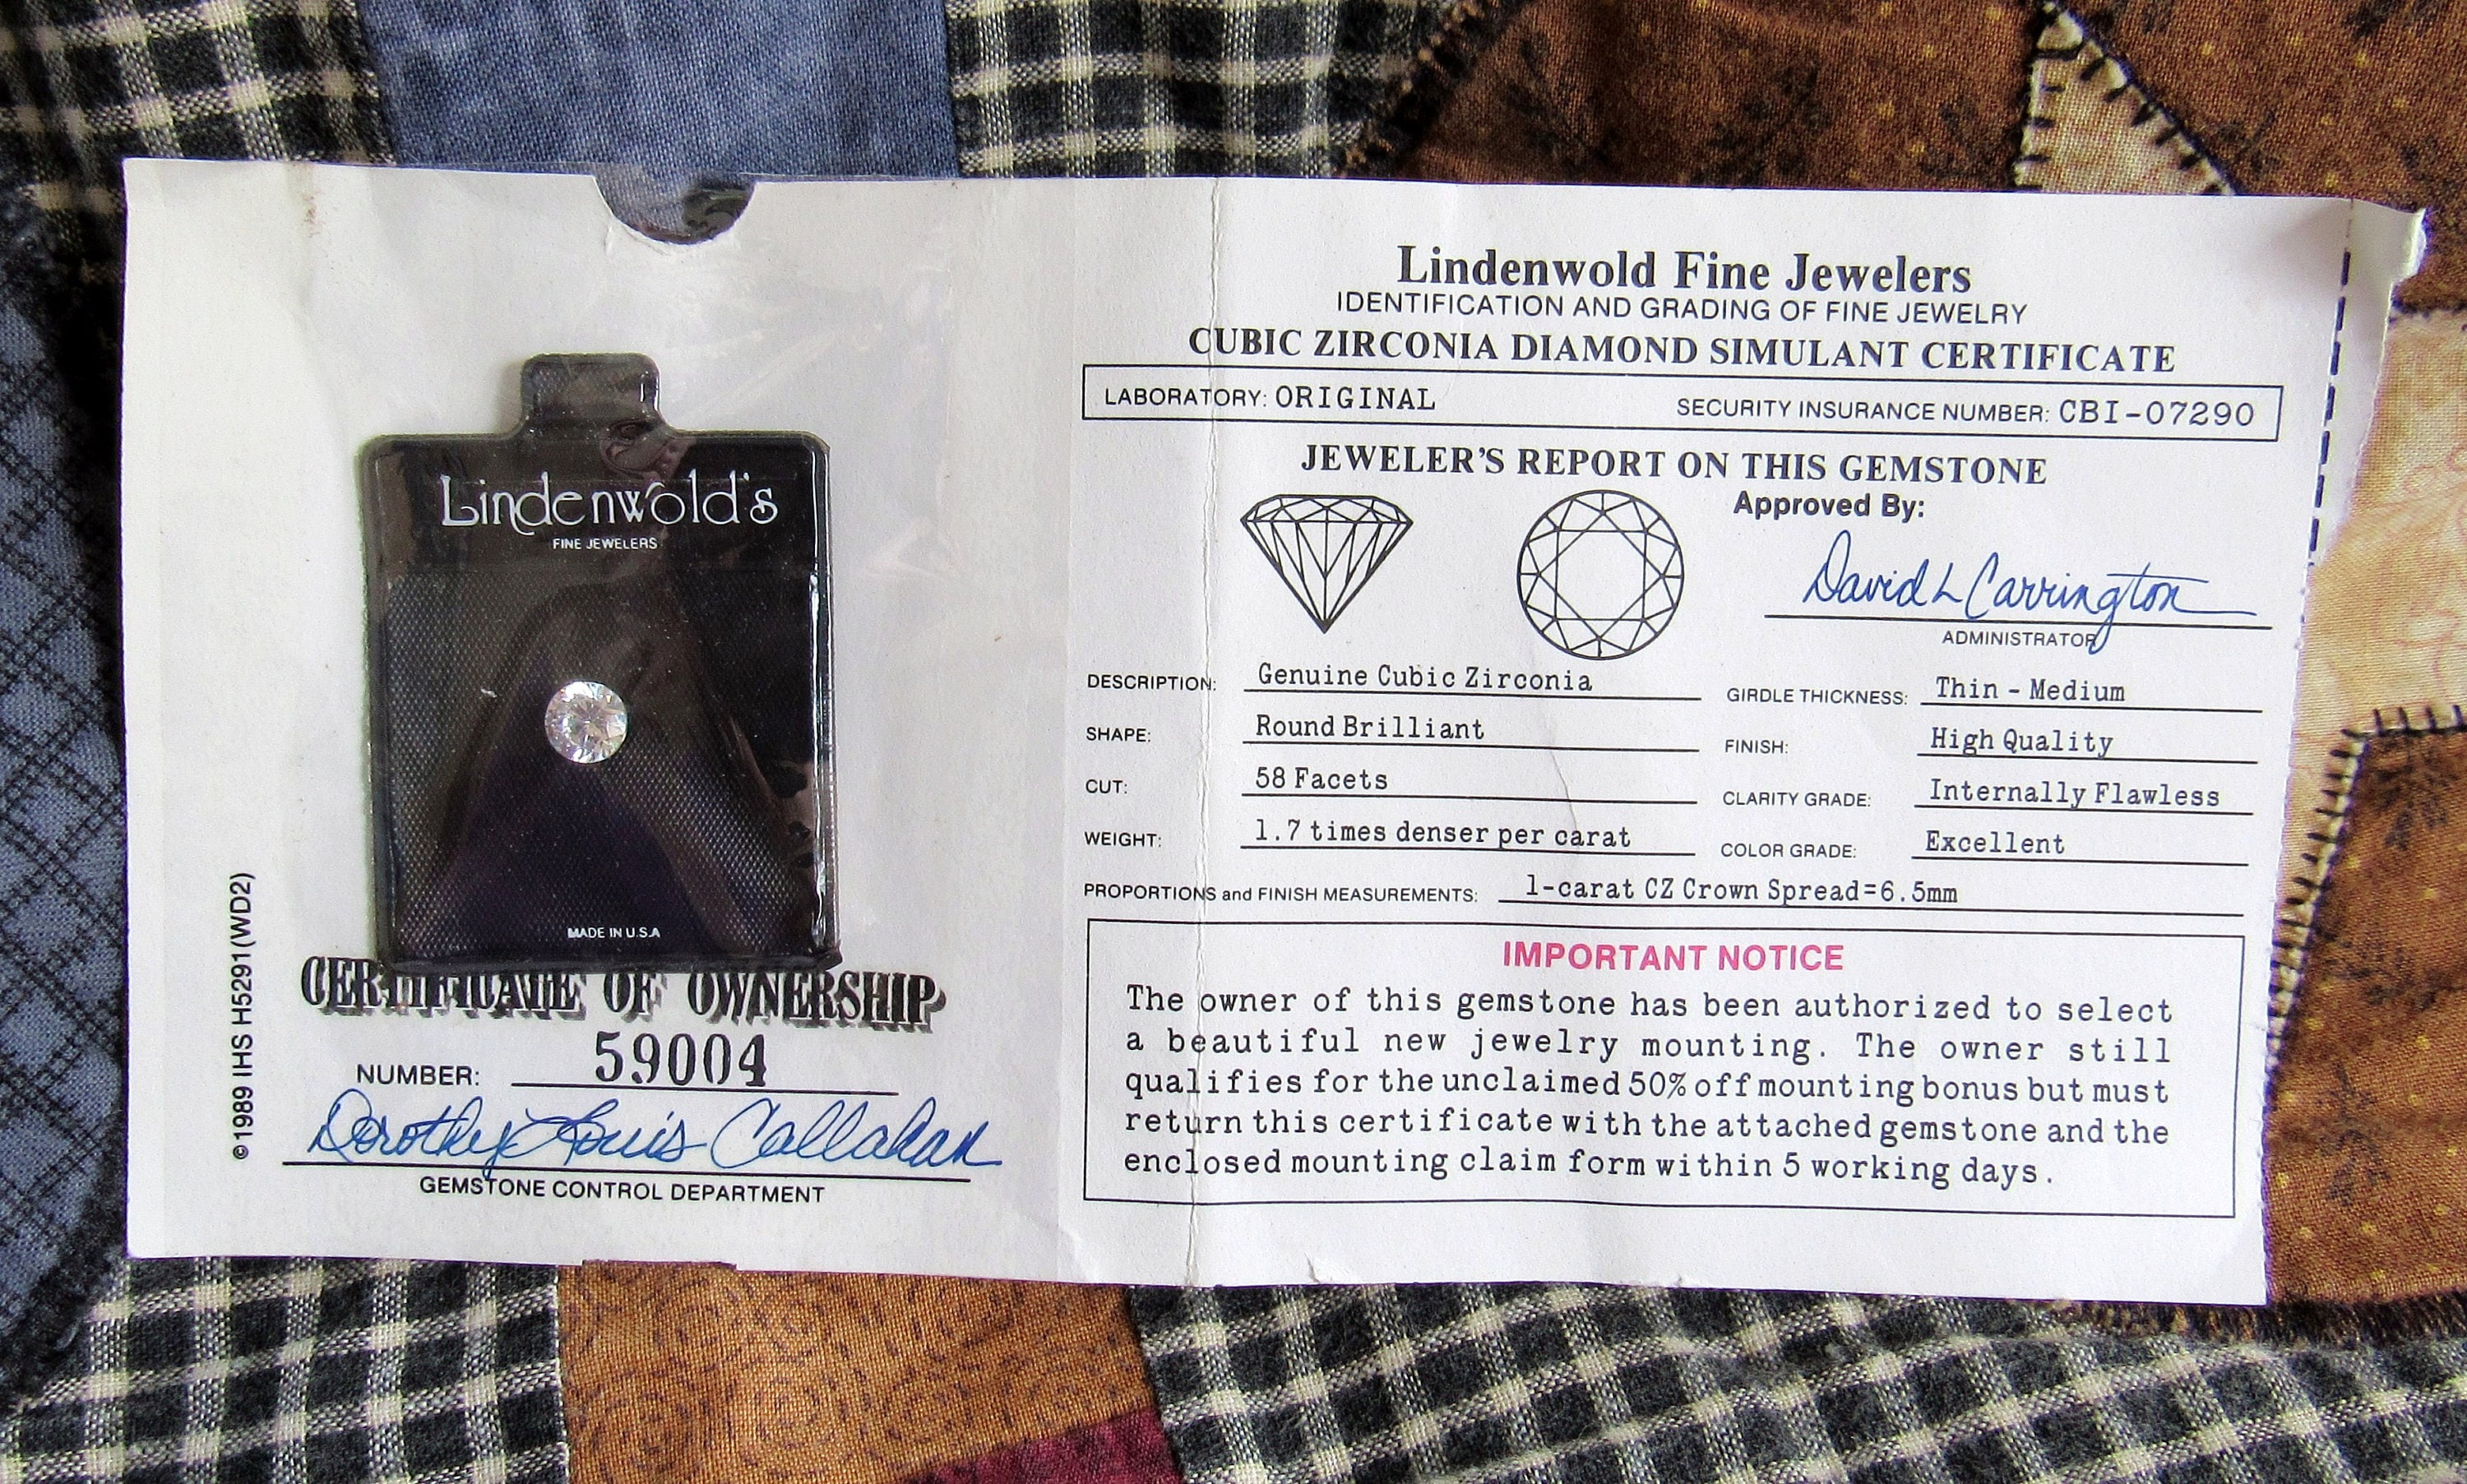 Lindenwold's
FINE JEWELERS
MADE IN U.S.A
CERTIFICATE OF OWNERSHIP
NUMBER: 59004
Dorothy Louis Callahan
GEMSTONE CONTROL DEPARTMENT
©1989 IHS H5291(WD2)
Lindenwold Fine Jewelers
IDENTIFICATION AND GRADING OF FINE JEWELRY
CUBIC ZIRCONIA DIAMOND SIMULANT CERTIFICATE
LABORATORY: ORIGINAL SECURITY INSURANCE NUMBER: CBI-07290
JEWELER'S REPORT ON THIS GEMSTONE
Approved By:
David L Carrington
ADMINISTRATOR
DESCRIPTION: Genuine Cubic Zirconia GIRDLE THICKNESS: Thin - Medium
SHAPE: Round Brilliant FINISH: High Quality
CUT: 58 Facets CLARITY GRADE: Internally Flawless
WEIGHT: 1.7 times denser per carat COLOR GRADE: Excellent
PROPORTIONS and FINISH MEASUREMENTS: 1-carat CZ Crown Spread=6.5mm
IMPORTANT NOTICE
The owner of this gemstone has been authorized to select
a beautiful new jewelry mounting. The owner still
qualifies for the unclaimed 50% off mounting bonus but must
return this certificate with the attached gemstone and the
enclosed mounting claim form within 5 working days.